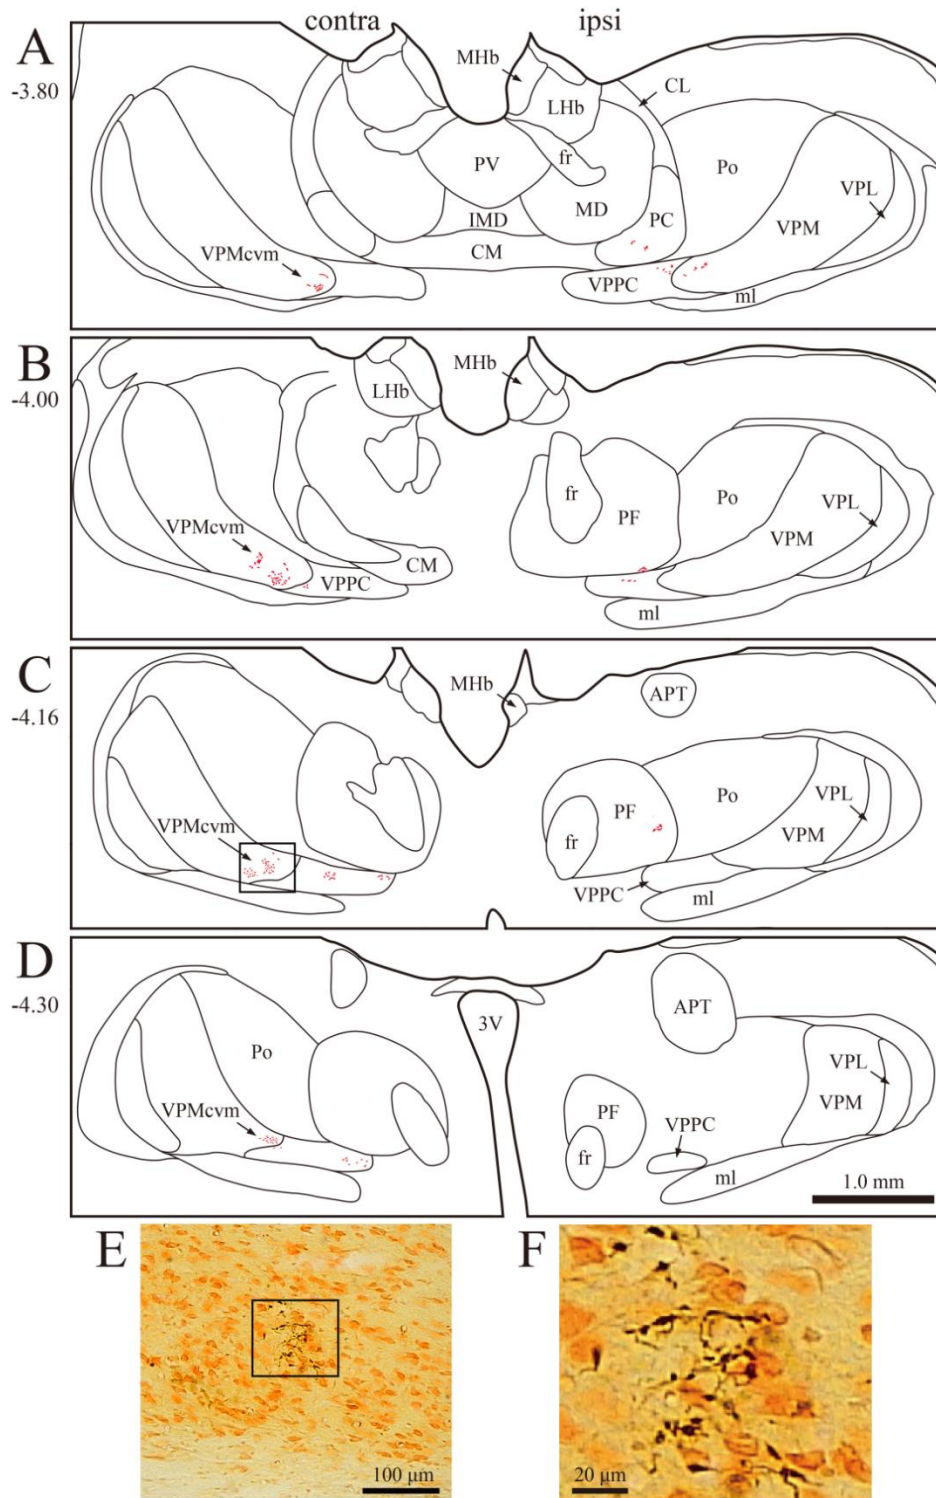 contra
ipsi
A
-3.80
MHb
CL
LHb
fr
PV
Po
VPL
MD
PC
IMD
VPM
VPMcvm
CM
VPPC
ml
B
-4.00
MHb
LHb
fr
Po
VPL
PF
VPM
VPMcvm
CM
VPPC
ml
C
-4.16
MHb
APT
VPL
Po
PF
VPMcvm
fr
VPM
VPPC
ml
D
-4.30
3V
APT
Po
VPL
VPM
VPMcvm
PF
VPPC
fr
ml
1.0 mm
E
F
100 μm
20 μm